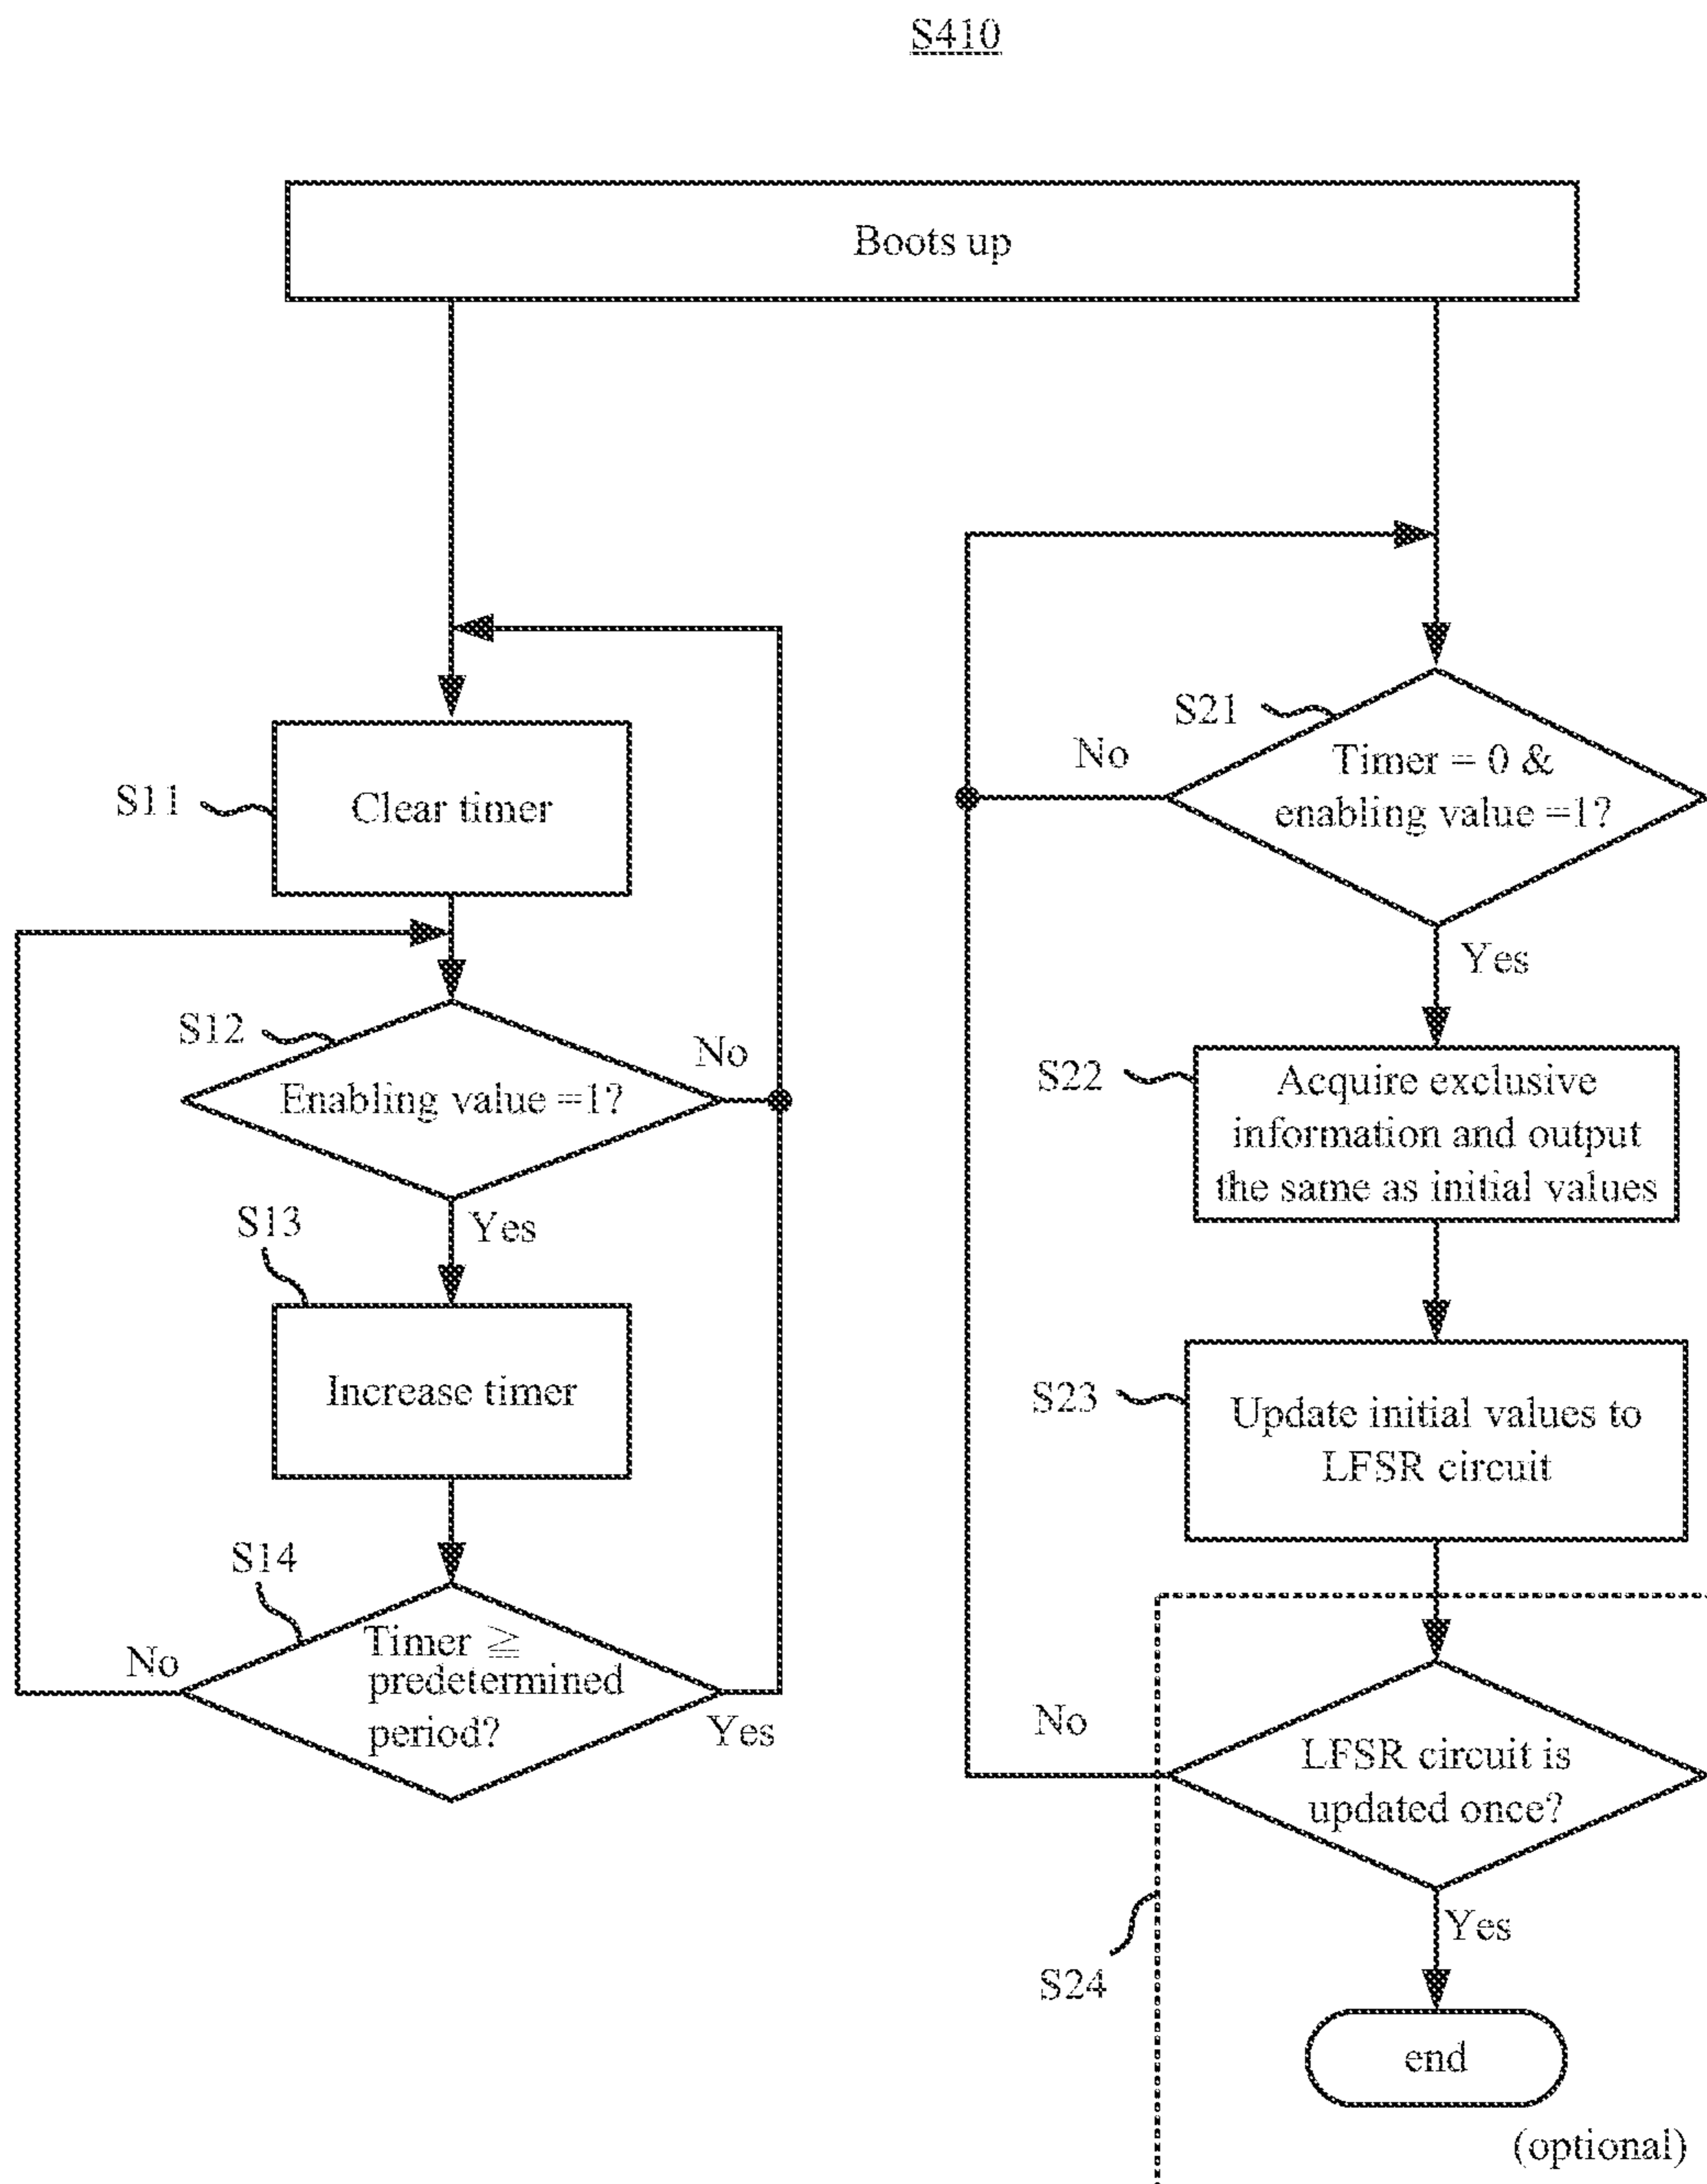 S410
Boots up
S11
Clear timer
S12
Enabling value =1?
No
Yes
S13
Increase timer
S14
Timer ≧
predetermined
period?
No
Yes
S21
Timer = 0 &
enabling value =1?
No
Yes
S22
Acquire exclusive
information and output
the same as initial values
S23
Update initial values to
LFSR circuit
LFSR circuit is
updated once?
No
Yes
S24
end
(optional)